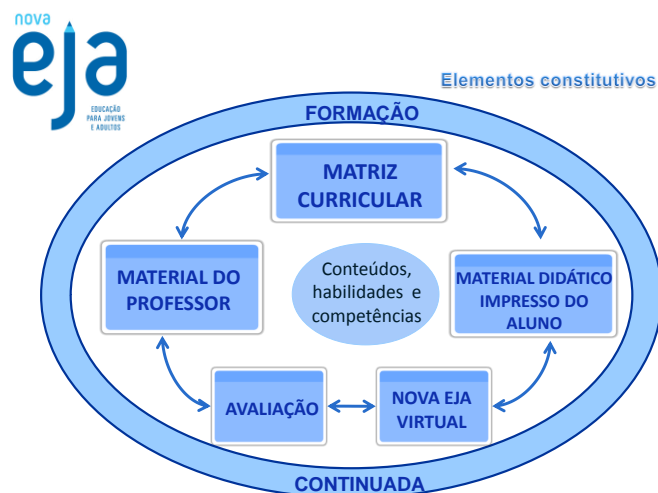 nova
eja
EDUCAÇÃO
PARA JOVENS
E ADULTOS
Elementos constitutivos
FORMAÇÃO
MATRIZ
CURRICULAR
MATERIAL DO
PROFESSOR
Conteúdos,
habilidades e
competências
MATERIAL DIDÁTICO
IMPRESSO DO
ALUNO
AVALIAÇÃO
NOVA EJA
VIRTUAL
CONTINUADA